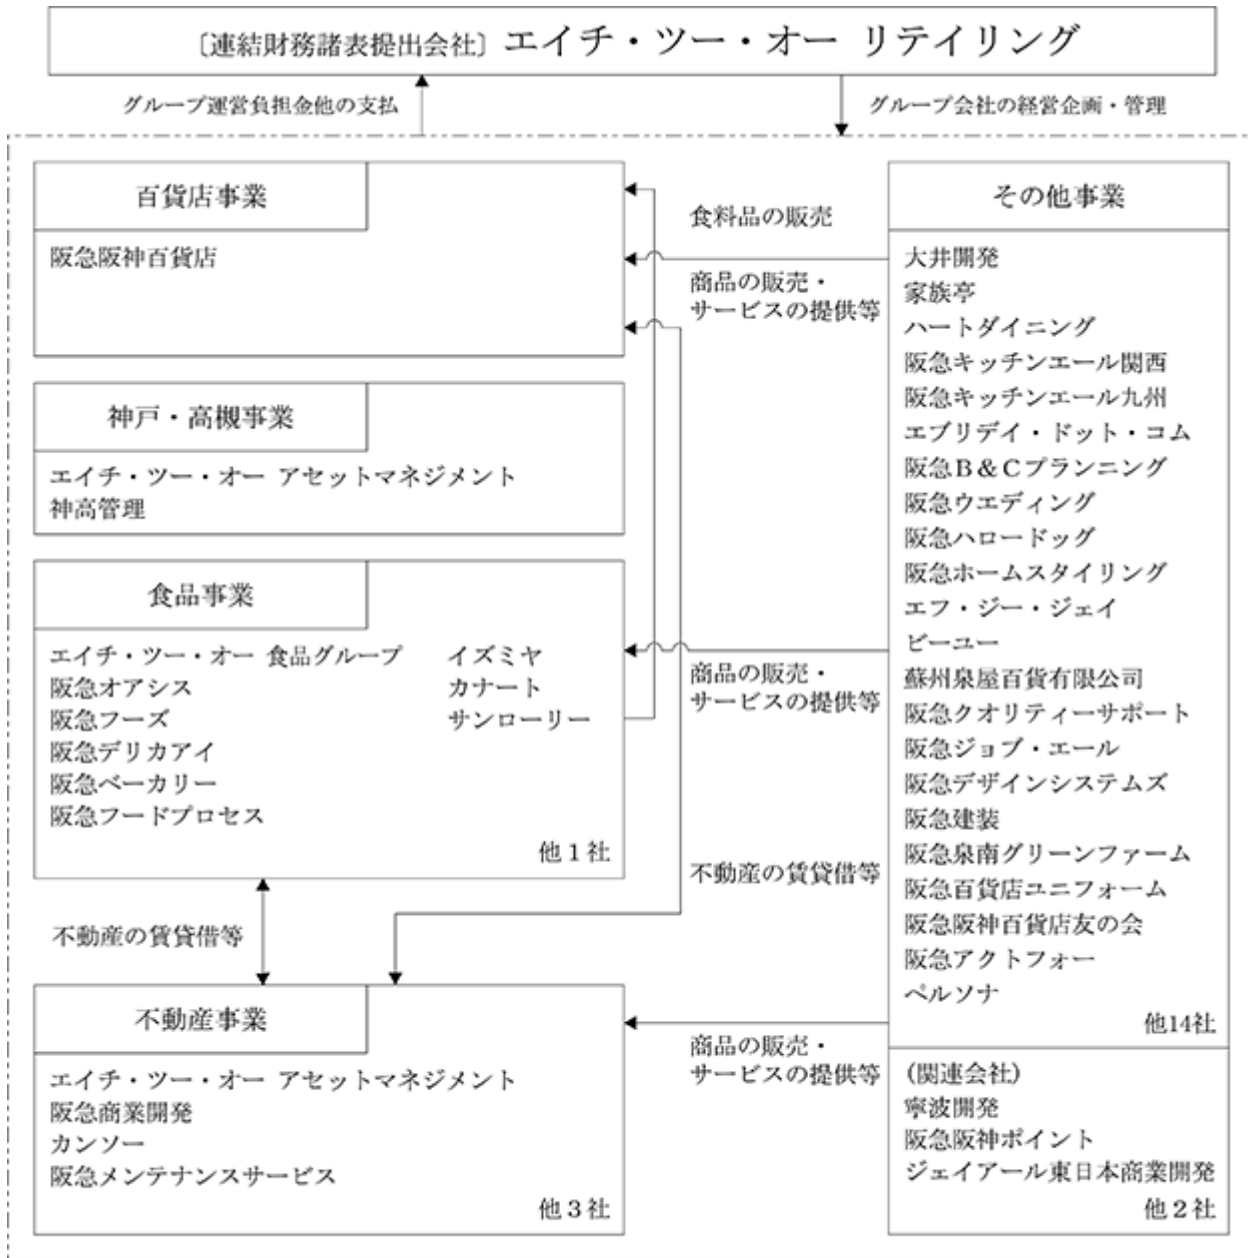 〔連結財務諸表提出会社〕エイチ・ツー・オー リテイリング
グループ運営負担金他の支払
グループ会社の経営企画・管理
百貨店事業
阪急阪神百貨店
神戸・高槻事業
エイチ・ツー・オー アセットマネジメント
神高管理
食品事業
エイチ・ツー・オー 食品グループ
阪急オアシス
阪急フーズ
阪急デリカアイ
阪急ベーカリー
阪急フードプロセス
イズミヤ
カナート
サンローリー
他１社
不動産の賃貸借等
不動産事業
エイチ・ツー・オー アセットマネジメント
阪急商業開発
カンソー
阪急メンテナンスサービス
他３社
食料品の販売
商品の販売・
サービスの提供等
商品の販売・
サービスの提供等
不動産の賃貸借等
商品の販売・
サービスの提供等
その他事業
大井開発
家族亭
ハートダイニング
阪急キッチンエール関西
阪急キッチンエール九州
エブリデイ・ドット・コム
阪急Ｂ＆Ｃプランニング
阪急ウエディング
阪急ハロードッグ
阪急ホームスタイリング
エフ・ジー・ジェイ
ビーユー
蘇州泉屋百貨有限公司
阪急クオリティーサポート
阪急ジョブ・エール
阪急デザインシステムズ
阪急建装
阪急泉南グリーンファーム
阪急百貨店ユニフォーム
阪急阪神百貨店友の会
阪急アクトフォー
ペルソナ
他14社
(関連会社)
寧波開発
阪急阪神ポイント
ジェイアール東日本商業開発
他２社